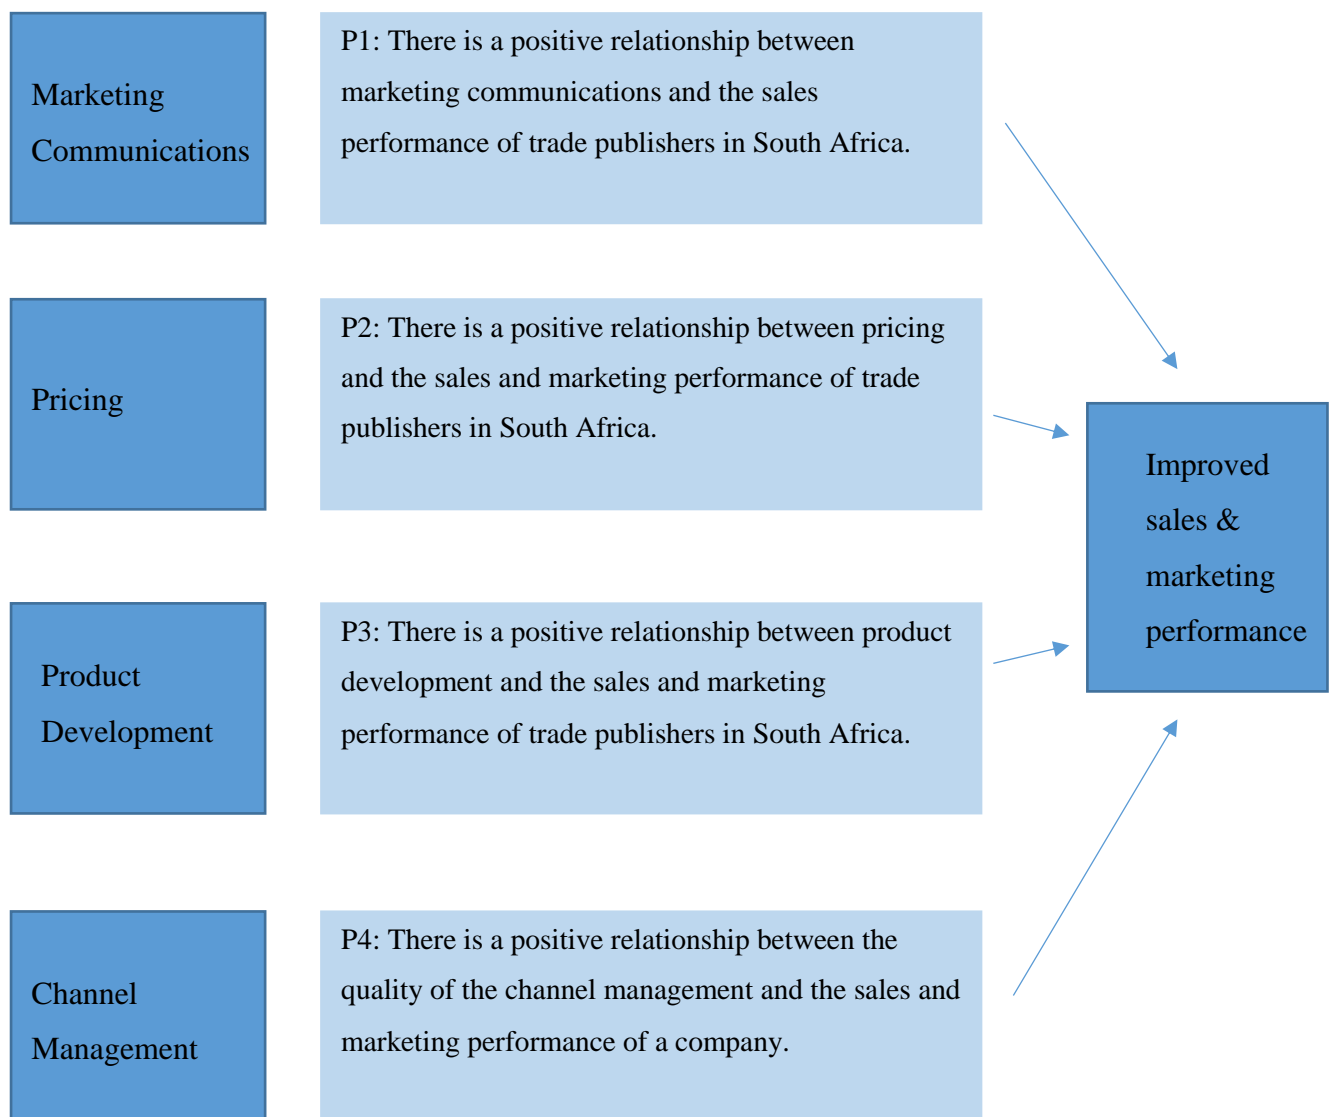 Marketing
Communications
P1: There is a positive relationship between
marketing communications and the sales
performance of trade publishers in South Africa.
Pricing
P2: There is a positive relationship between pricing
and the sales and marketing performance of trade
publishers in South Africa.
Product
Development
P3: There is a positive relationship between product
development and the sales and marketing
performance of trade publishers in South Africa.
Channel
Management
P4: There is a positive relationship between the
quality of the channel management and the sales and
marketing performance of a company.
Improved
sales &
marketing
performance